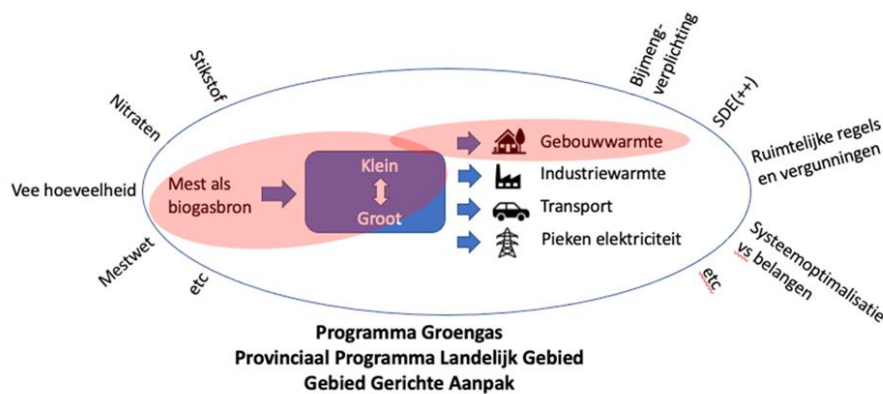 Stikstof
Nitraten
Vee hoeveelheid
Mestwet
etc
Mest als
biogasbron
Klein
Groot
Gebouwwarmte
Industriewarmte
Transport
Pieken elektriciteit
Bijmeng-
verplichting
SDE(++)
Ruimtelijke regels
en vergunningen
Systeemoptimalisatie
vs belangen
etc
Programma Groengas
Provinciaal Programma Landelijk Gebied
Gebied Gerichte Aanpak